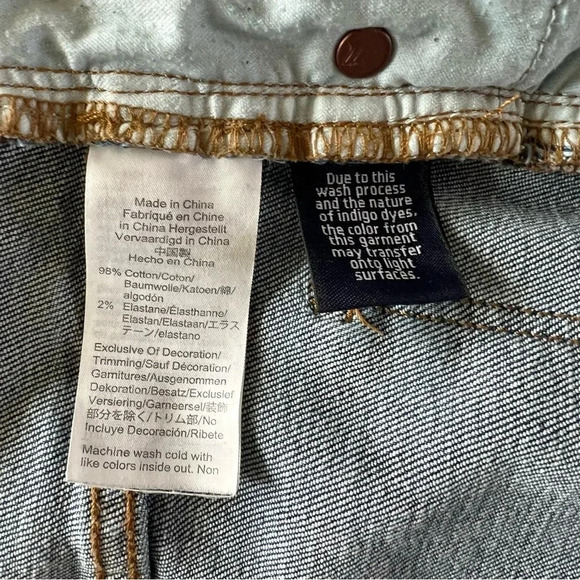 Made in China
Fabriqué en Chine
in China Hergestellt
Vervaardigd in China
中国製
Hecho en China
98% Cotton/Coton/
Baumwolle/Katoen/綿/
algodón
2% Elastane/Élasthanne/
Elastan/Elastaan/エラス
テーン/elastano
Exclusive Of Decoration/
Trimming/Sauf Décoration/
Garnitures/Ausgenommen
Dekoration/Besatz/Exclusief
Versiering/Garneersel/装飾
部分を除く/トリム部/No
Incluye Decoración/Ribete
Machine wash cold with
like colors inside out. Non
Due to this
wash process
and the nature
of indigo dyes,
the color from
this garment
may transfer
onto light
surfaces.